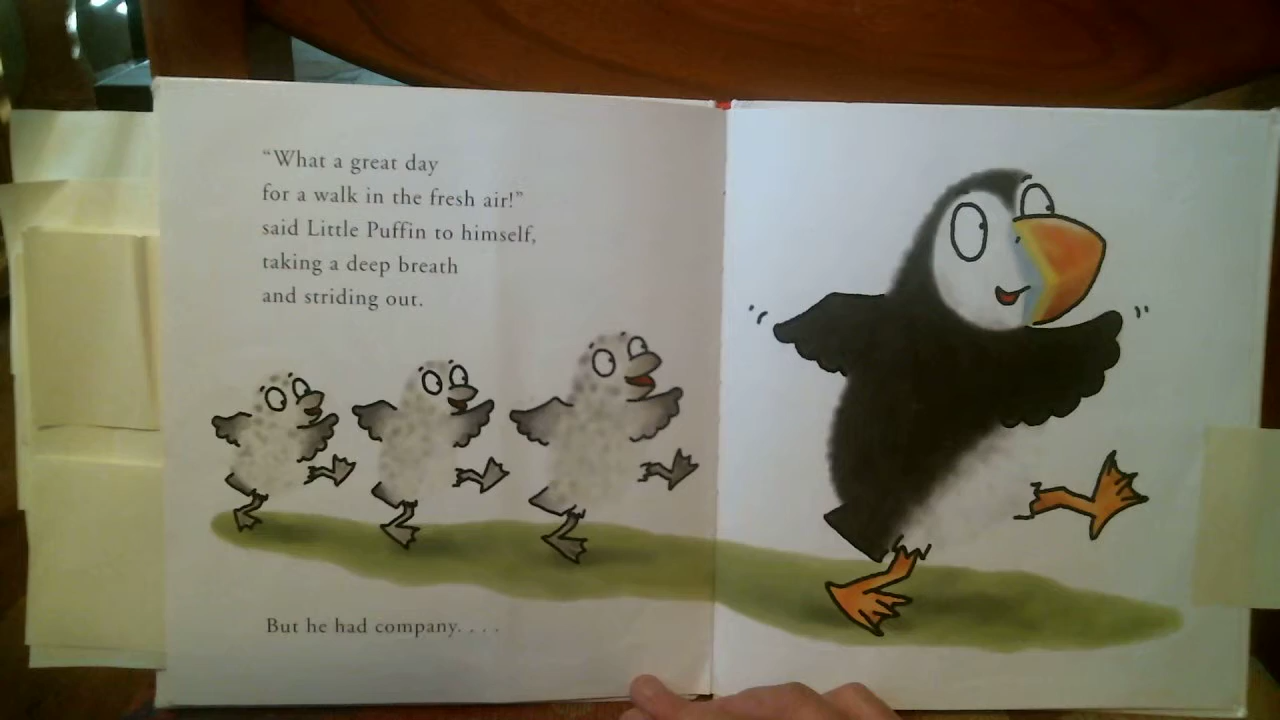 “What a great day
for a walk in the fresh air!”
said Little Puffin to himself,
taking a deep breath
and striding out.
But he had company. . . .